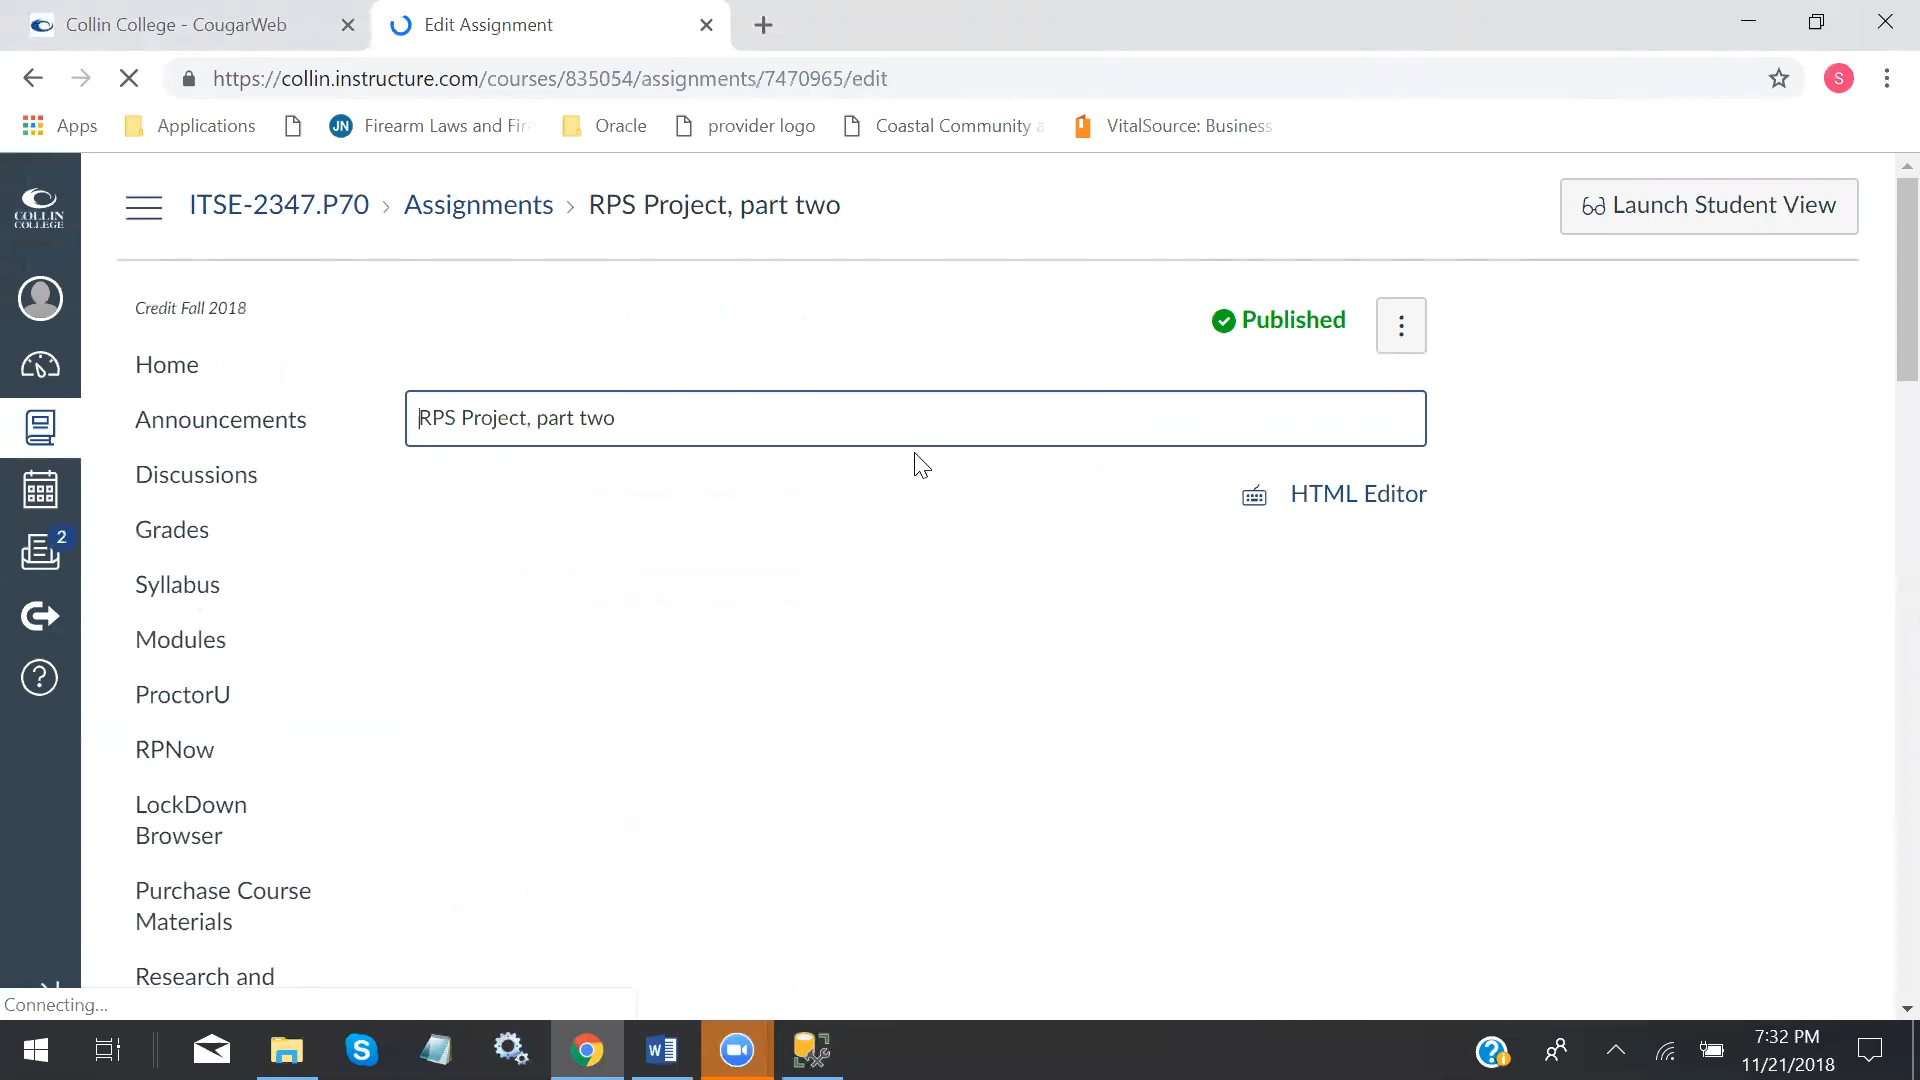 Collin College - CougarWeb
Edit Assignment
https://collin.instructure.com/courses/835054/assignments/7470965/edit
S
Apps
Applications
JN
Firearm Laws and Fir
Oracle
provider logo
Coastal Community a
VitalSource: Business
COLLIN
COLLEGE
ITSE-2347.P70 › Assignments › RPS Project, part two
Launch Student View
Credit Fall 2018
Published
Home
RPS Project, part two
Announcements
Discussions
HTML Editor
Grades
2
Syllabus
Modules
ProctorU
RPNow
LockDown
Browser
Purchase Course
Materials
Research and
Connecting...
7:32 PM
11/21/2018